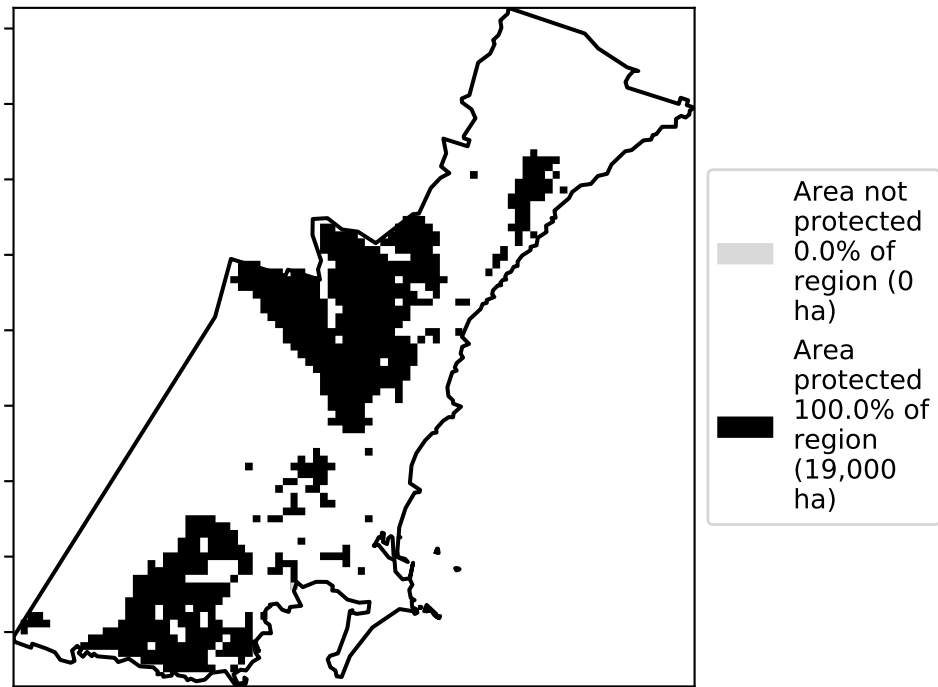 Area not
protected
0.0% of
region (0
ha)
Area
protected
100.0% of
region
(19,000
ha)